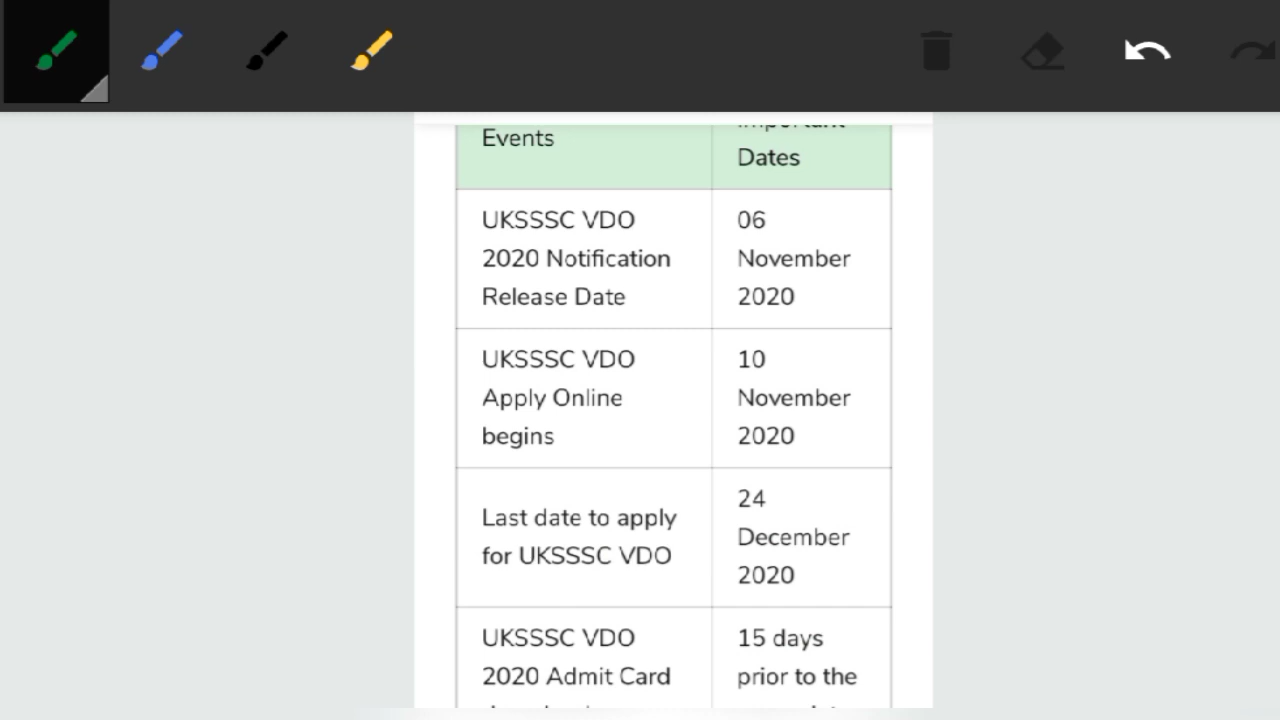 Events
Important
Dates
UKSSSC VDO
2020 Notification
Release Date
06
November
2020
UKSSSC VDO
Apply Online
begins
10
November
2020
Last date to apply
for UKSSSC VDO
24
December
2020
UKSSSC VDO
2020 Admit Card
15 days
prior to the